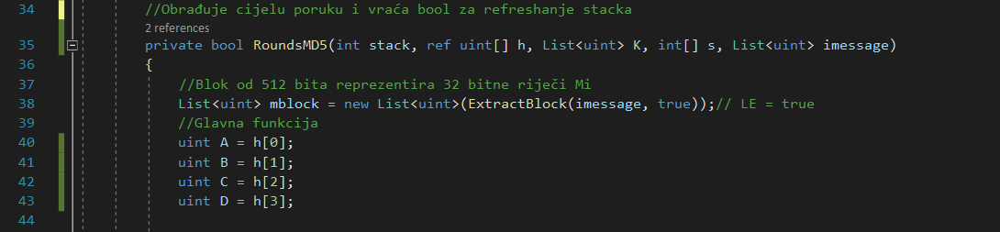 34 //Obrađuje cijelu poruku i vraća bool za refreshanje stacka
2 references
35 private bool RoundsMD5(int stack, ref uint[] h, List<uint> K, int[] s, List<uint> imessage)
36 {
37 //Blok od 512 bita reprezentira 32 bitne riječi Mi
38 List<uint> mblock = new List<uint>(ExtractBlock(imessage, true));// LE = true
39 //Glavna funkcija
40 uint A = h[0];
41 uint B = h[1];
42 uint C = h[2];
43 uint D = h[3];
44